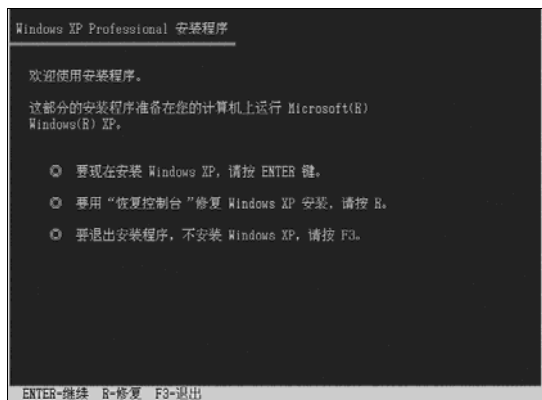 Windows XP Professional 安装程序
欢迎使用安装程序。
这部分的安装程序准备在您的计算机上运行 Microsoft(R)
Windows(R) XP。
要现在安装 Windows XP，请按 ENTER 键。
要用“恢复控制台”修复 Windows XP 安装，请按 R。
要退出安装程序，不安装 Windows XP，请按 F3。
ENTER=继续 R=修复 F3=退出